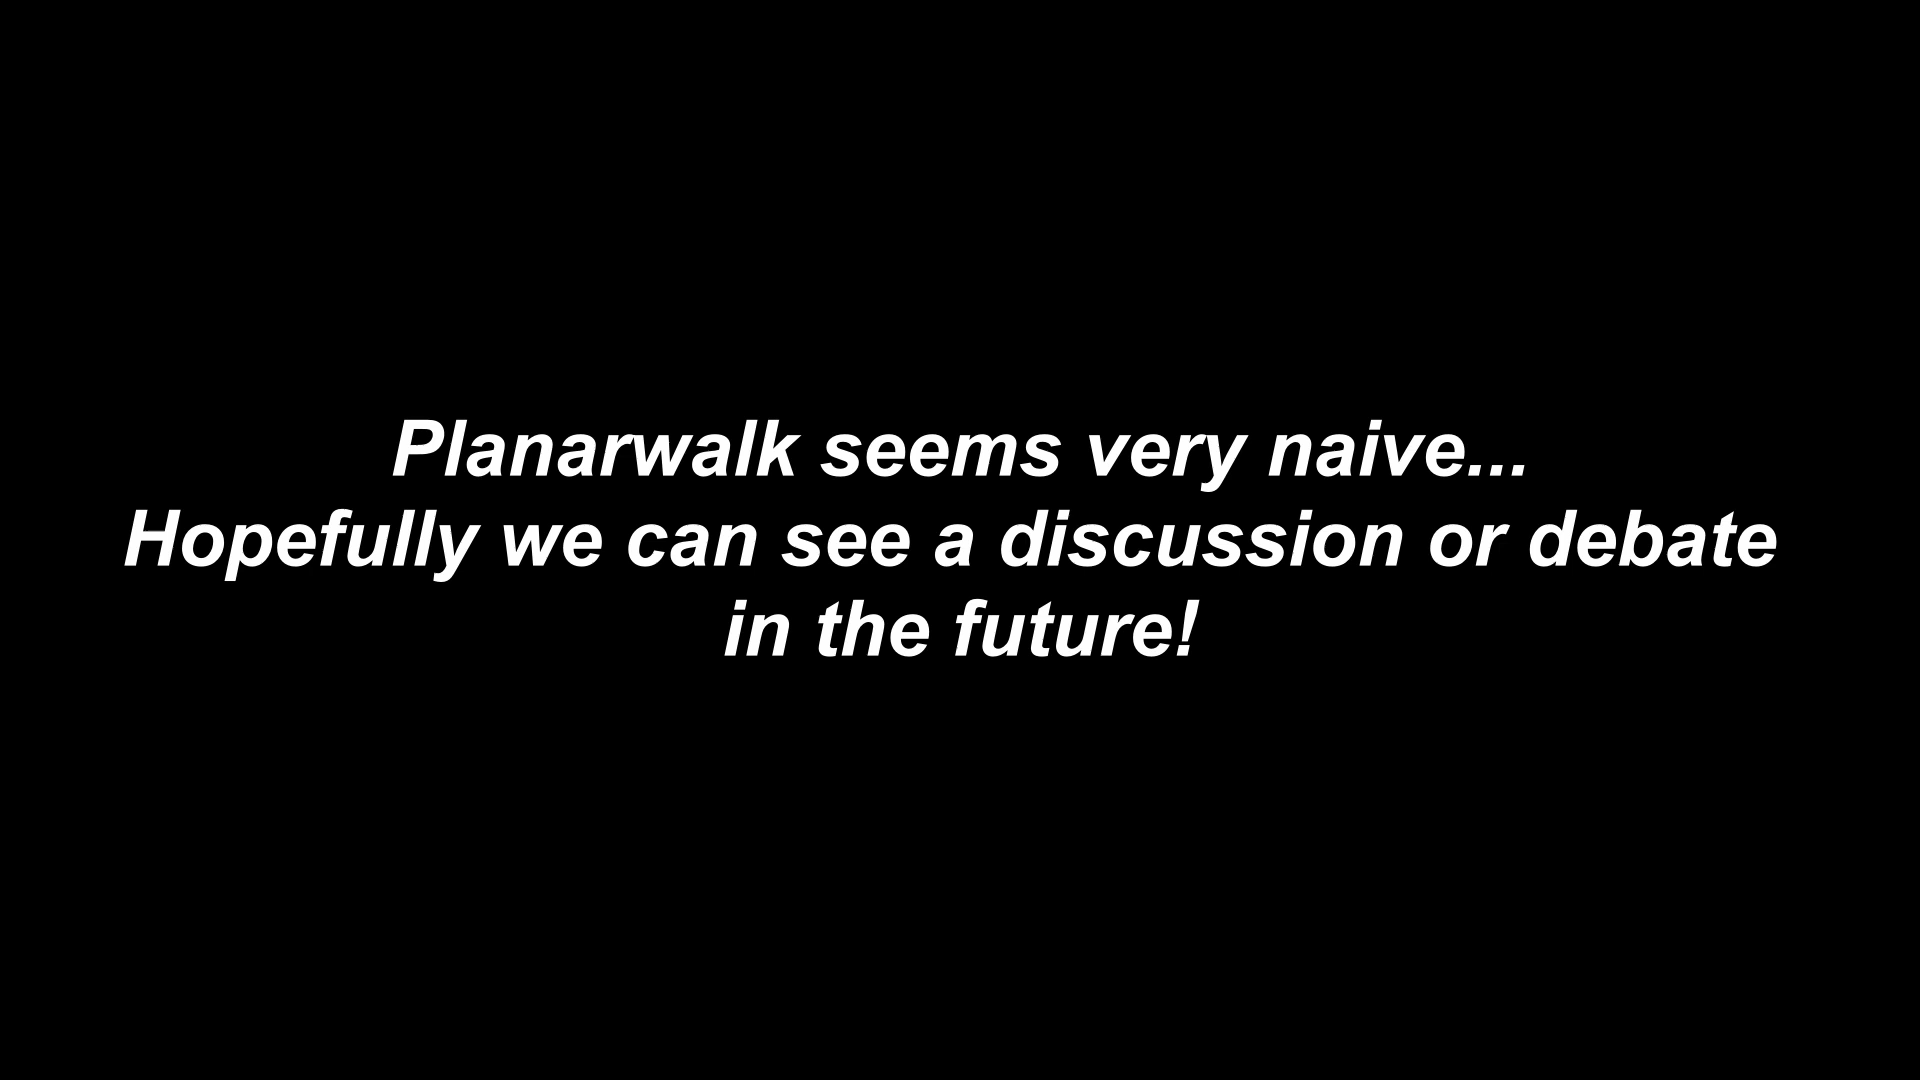 Planarwalk seems very naive...
Hopefully we can see a discussion or debate
in the future!